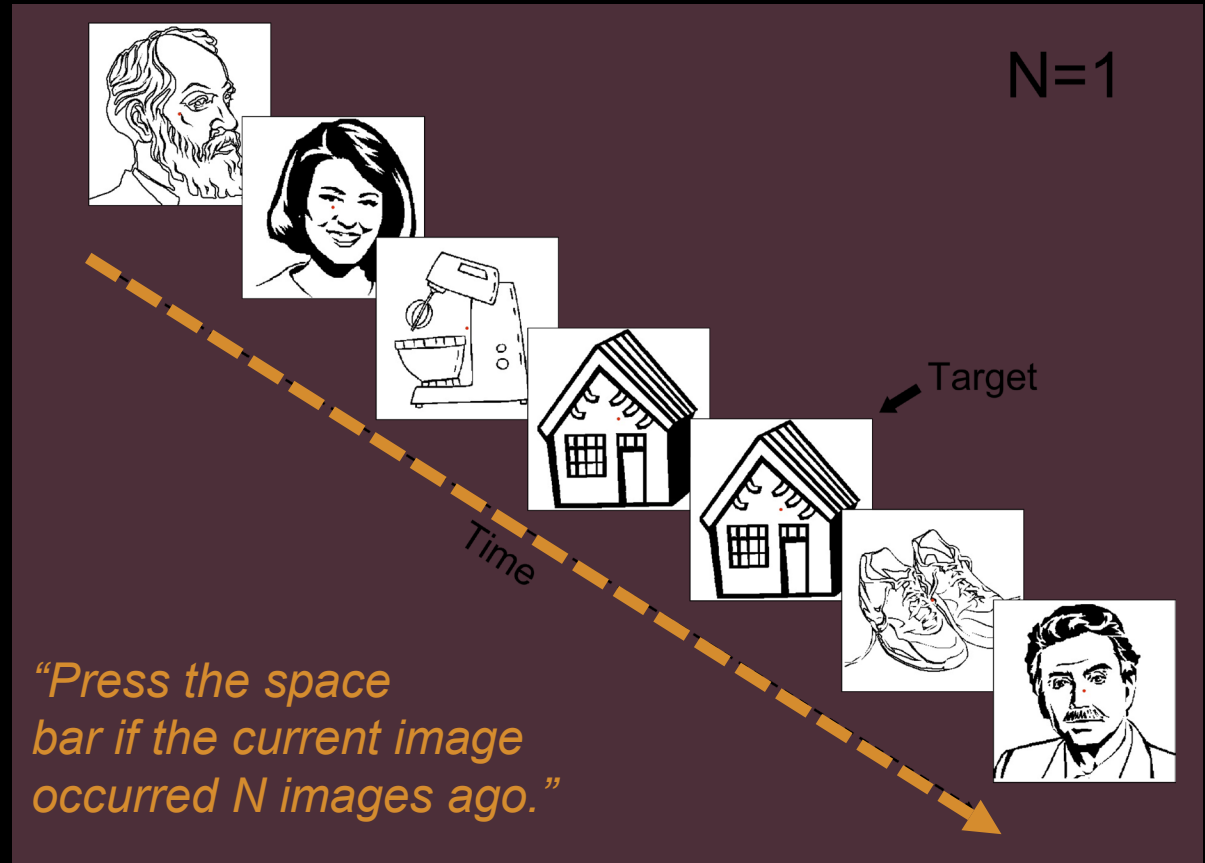 N=1
Target
Time
“Press the space
bar if the current image
occurred N images ago.”